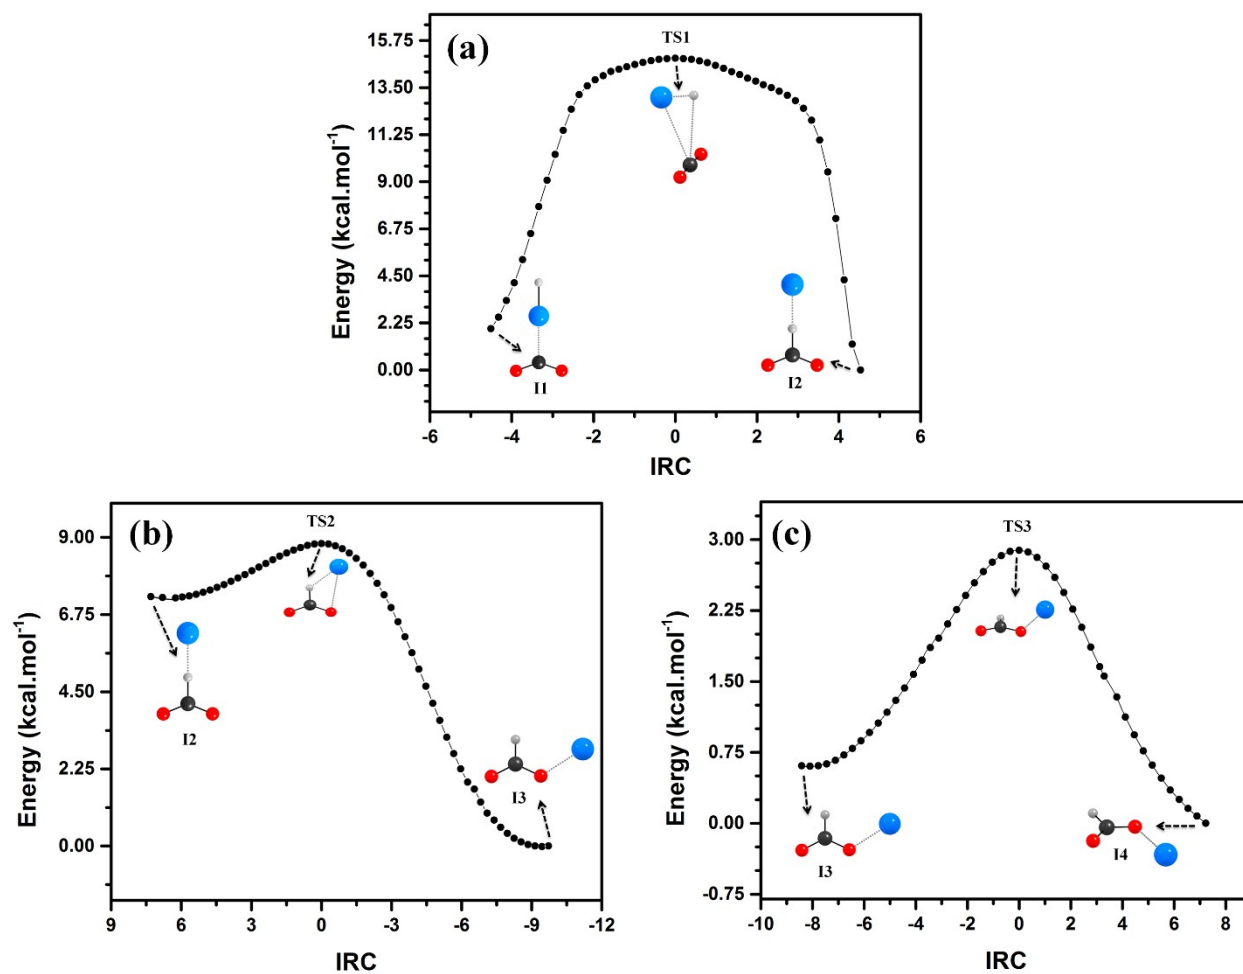 (a)
TS1
15.75
13.50
11.25
9.00
6.75
4.50
2.25
0.00
Energy (kcal.mol⁻¹)
I1
I2
-6
-4
-2
0
2
4
6
IRC
(b)
TS2
9.00
6.75
4.50
2.25
0.00
Energy (kcal.mol⁻¹)
I2
I3
9
6
3
0
-3
-6
-9
-12
IRC
(c)
TS3
3.00
2.25
1.50
0.75
0.00
-0.75
Energy (kcal.mol⁻¹)
I3
I4
-10
-8
-6
-4
-2
0
2
4
6
8
IRC